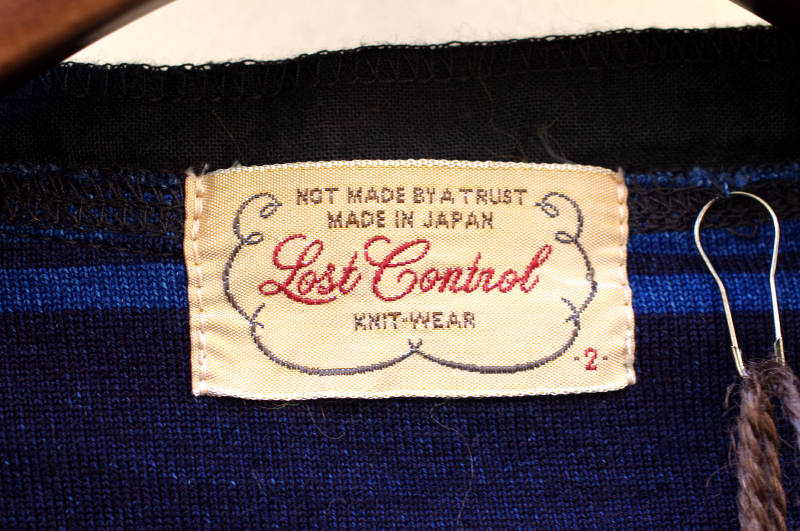 NOT MADE BY A TRUST
MADE IN JAPAN
Lost Control
KNIT-WEAR
-2-